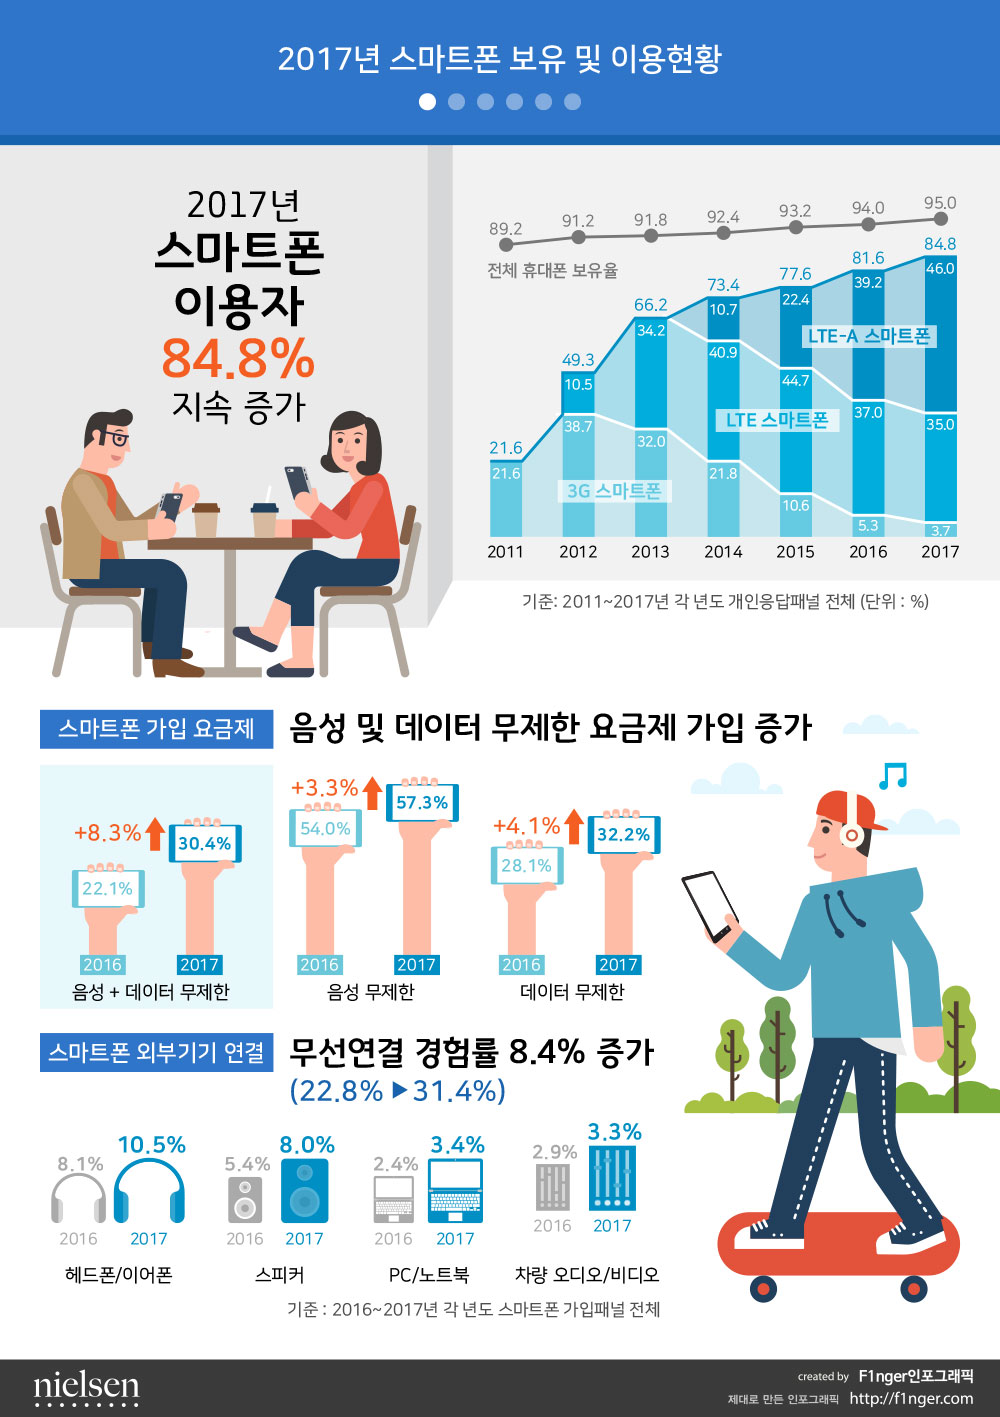 2017년 스마트폰 보유 및 이용현황
2017년
스마트폰
이용자
84.8%
지속 증가
89.2 91.2 91.8 92.4 93.2 94.0 95.0
전체 휴대폰 보유율
21.6 49.3 66.2 73.4 77.6 81.6 84.8
10.5 34.2 10.7 22.4 39.2 46.0
LTE-A 스마트폰
40.9 44.7 37.0 35.0
LTE 스마트폰
21.6 38.7 32.0 21.8 10.6 5.3 3.7
3G 스마트폰
2011 2012 2013 2014 2015 2016 2017
기준: 2011~2017년 각 년도 개인응답패널 전체 (단위 : %)
스마트폰 가입 요금제
음성 및 데이터 무제한 요금제 가입 증가
+8.3%
22.1% 30.4%
2016 2017
음성 + 데이터 무제한
+3.3%
54.0% 57.3%
2016 2017
음성 무제한
+4.1%
28.1% 32.2%
2016 2017
데이터 무제한
스마트폰 외부기기 연결
무선연결 경험률 8.4% 증가
(22.8% ▶ 31.4%)
8.1% 10.5%
2016 2017
헤드폰/이어폰
5.4% 8.0%
2016 2017
스피커
2.4% 3.4%
2016 2017
PC/노트북
2.9% 3.3%
2016 2017
차량 오디오/비디오
기준 : 2016~2017년 각 년도 스마트폰 가입패널 전체
nielsen
created by F1nger인포그래픽
제대로 만든 인포그래픽 http://f1nger.com